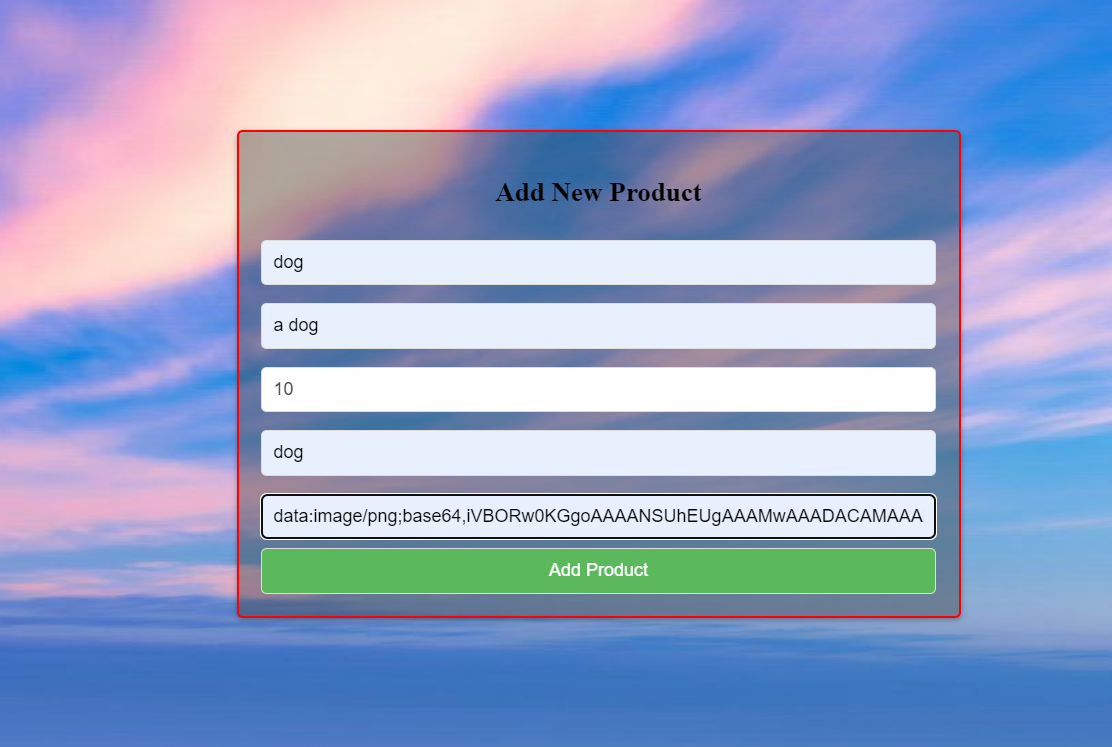 Add New Product
dog
a dog
10
dog
data:image/png;base64,iVBORw0KGgoAAAANSUhEUgAAAMwAAADACAMAAA
Add Product